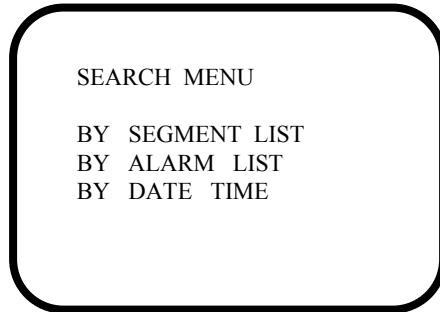 SEARCH MENU
BY SEGMENT LIST
BY ALARM LIST
BY DATE TIME